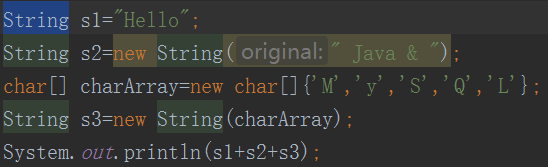 String s1="Hello";
String s2=new String( original: " Java & ");
char[] charArray=new char[]{'M','y','S','Q','L'};
String s3=new String(charArray);
System.out.println(s1+s2+s3);